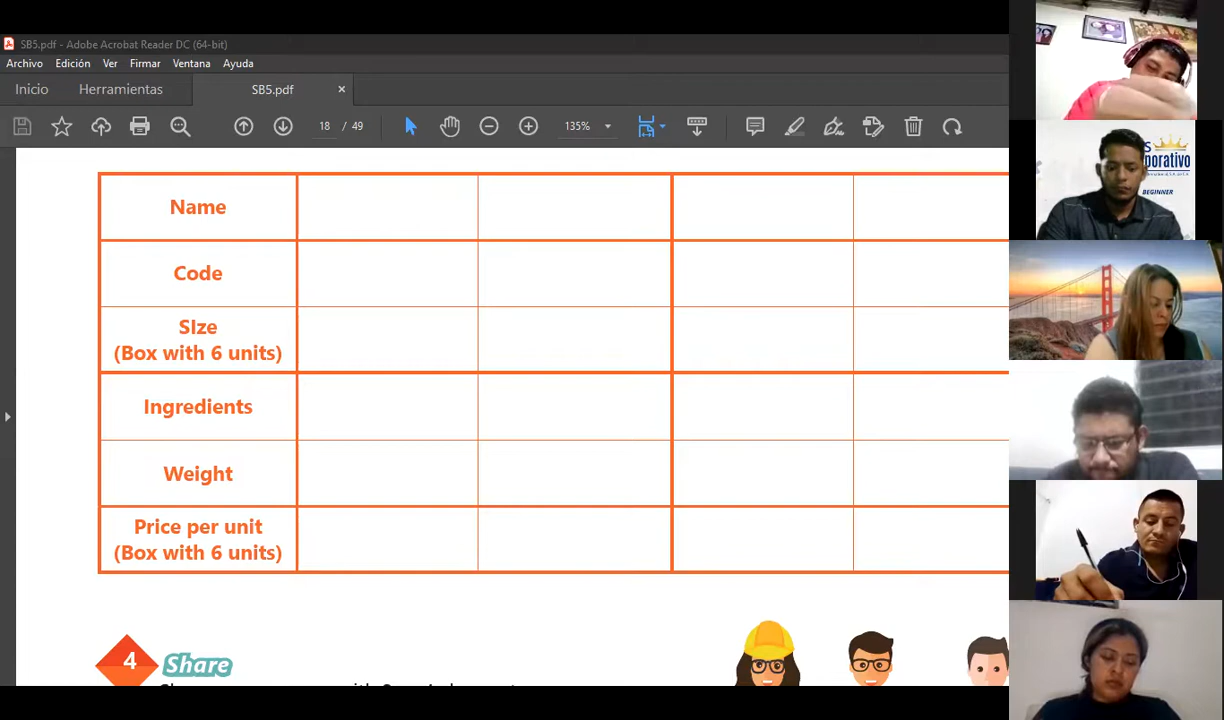 SB5.pdf - Adobe Acrobat Reader DC (64-bit)
Archivo Edición Ver Firmar Ventana Ayuda
Inicio Herramientas SB5.pdf ×
18 / 49 135%
Name
Code
SIze
(Box with 6 units)
Ingredients
Weight
Price per unit
(Box with 6 units)
4 Share
S
porativo
BEGINNER